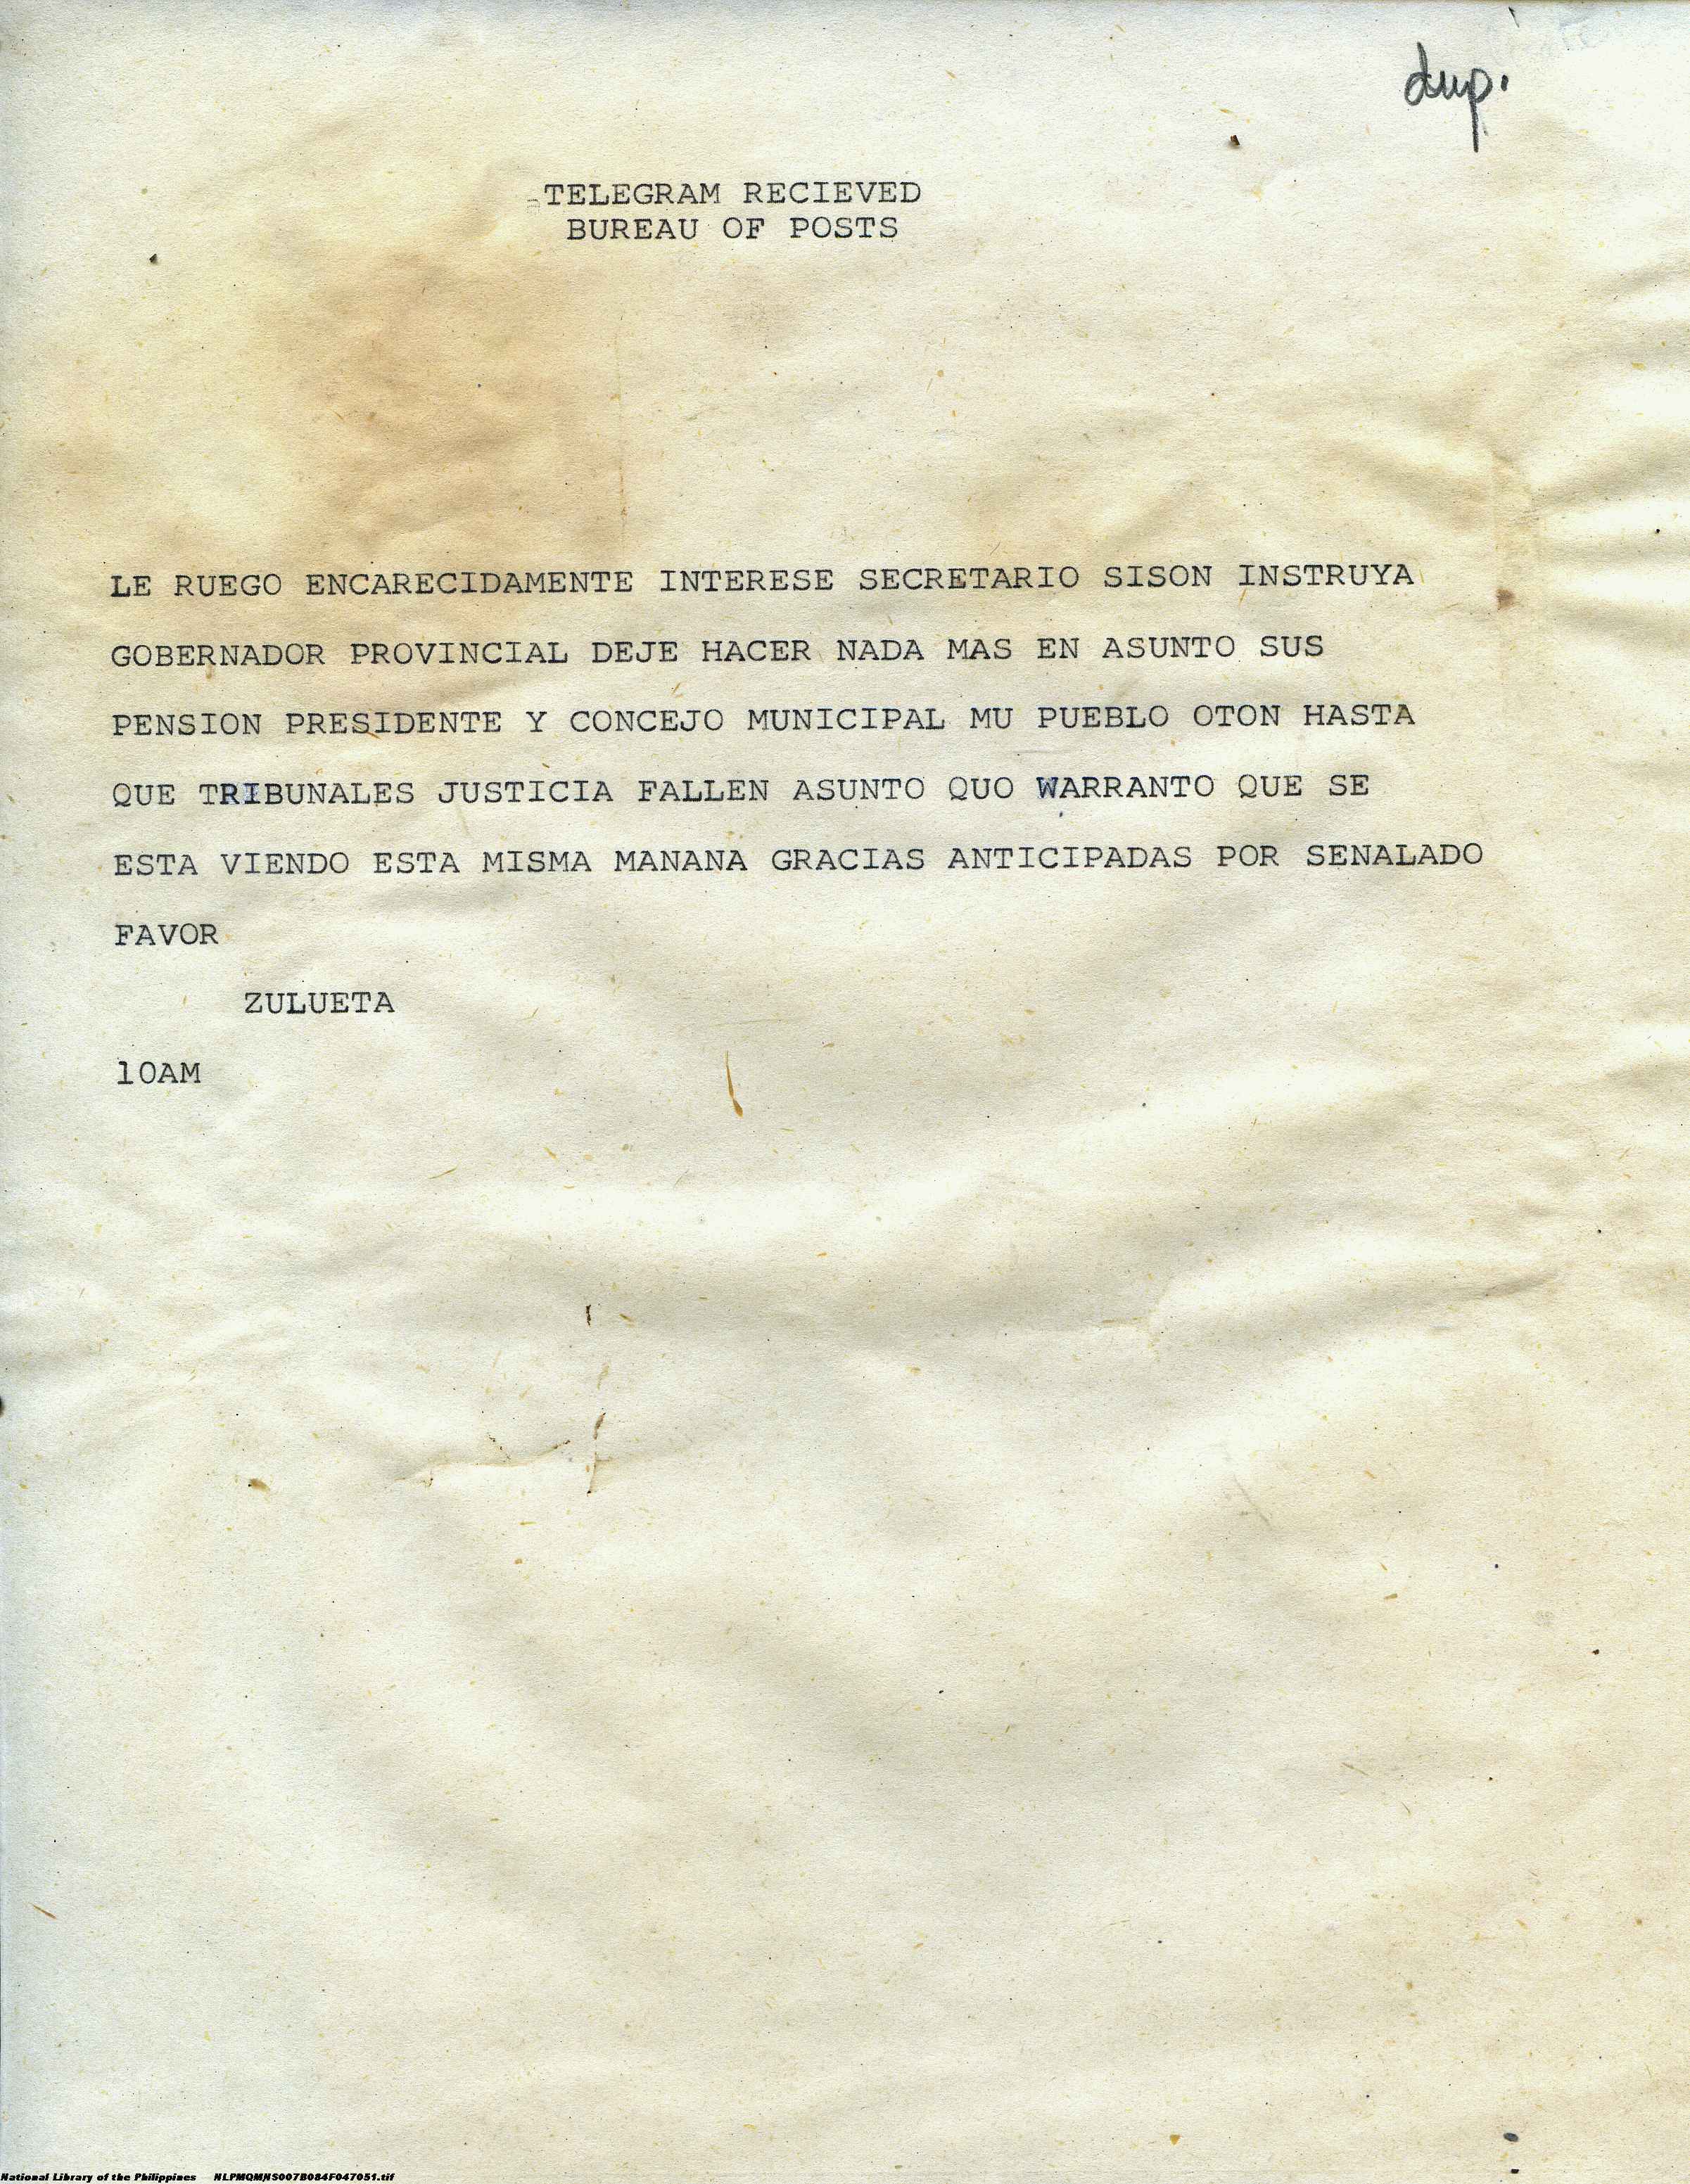 dup.
TELEGRAM RECIEVED
BUREAU OF POSTS
LE RUEGO ENCARECIDAMENTE INTERESE SECRETARIO SISON INSTRUYA
GOBERNADOR PROVINCIAL DEJE HACER NADA MAS EN ASUNTO SUS
PENSION PRESIDENTE Y CONCEJO MUNICIPAL MU PUEBLO OTON HASTA
QUE TRIBUNALES JUSTICIA FALLEN ASUNTO QUO WARRANTO QUE SE
ESTA VIENDO ESTA MISMA MANANA GRACIAS ANTICIPADAS POR SENALADO
FAVOR
ZULUETA
10AM
National Library of the Philippines NLPMQMNS007B084F047051.tif